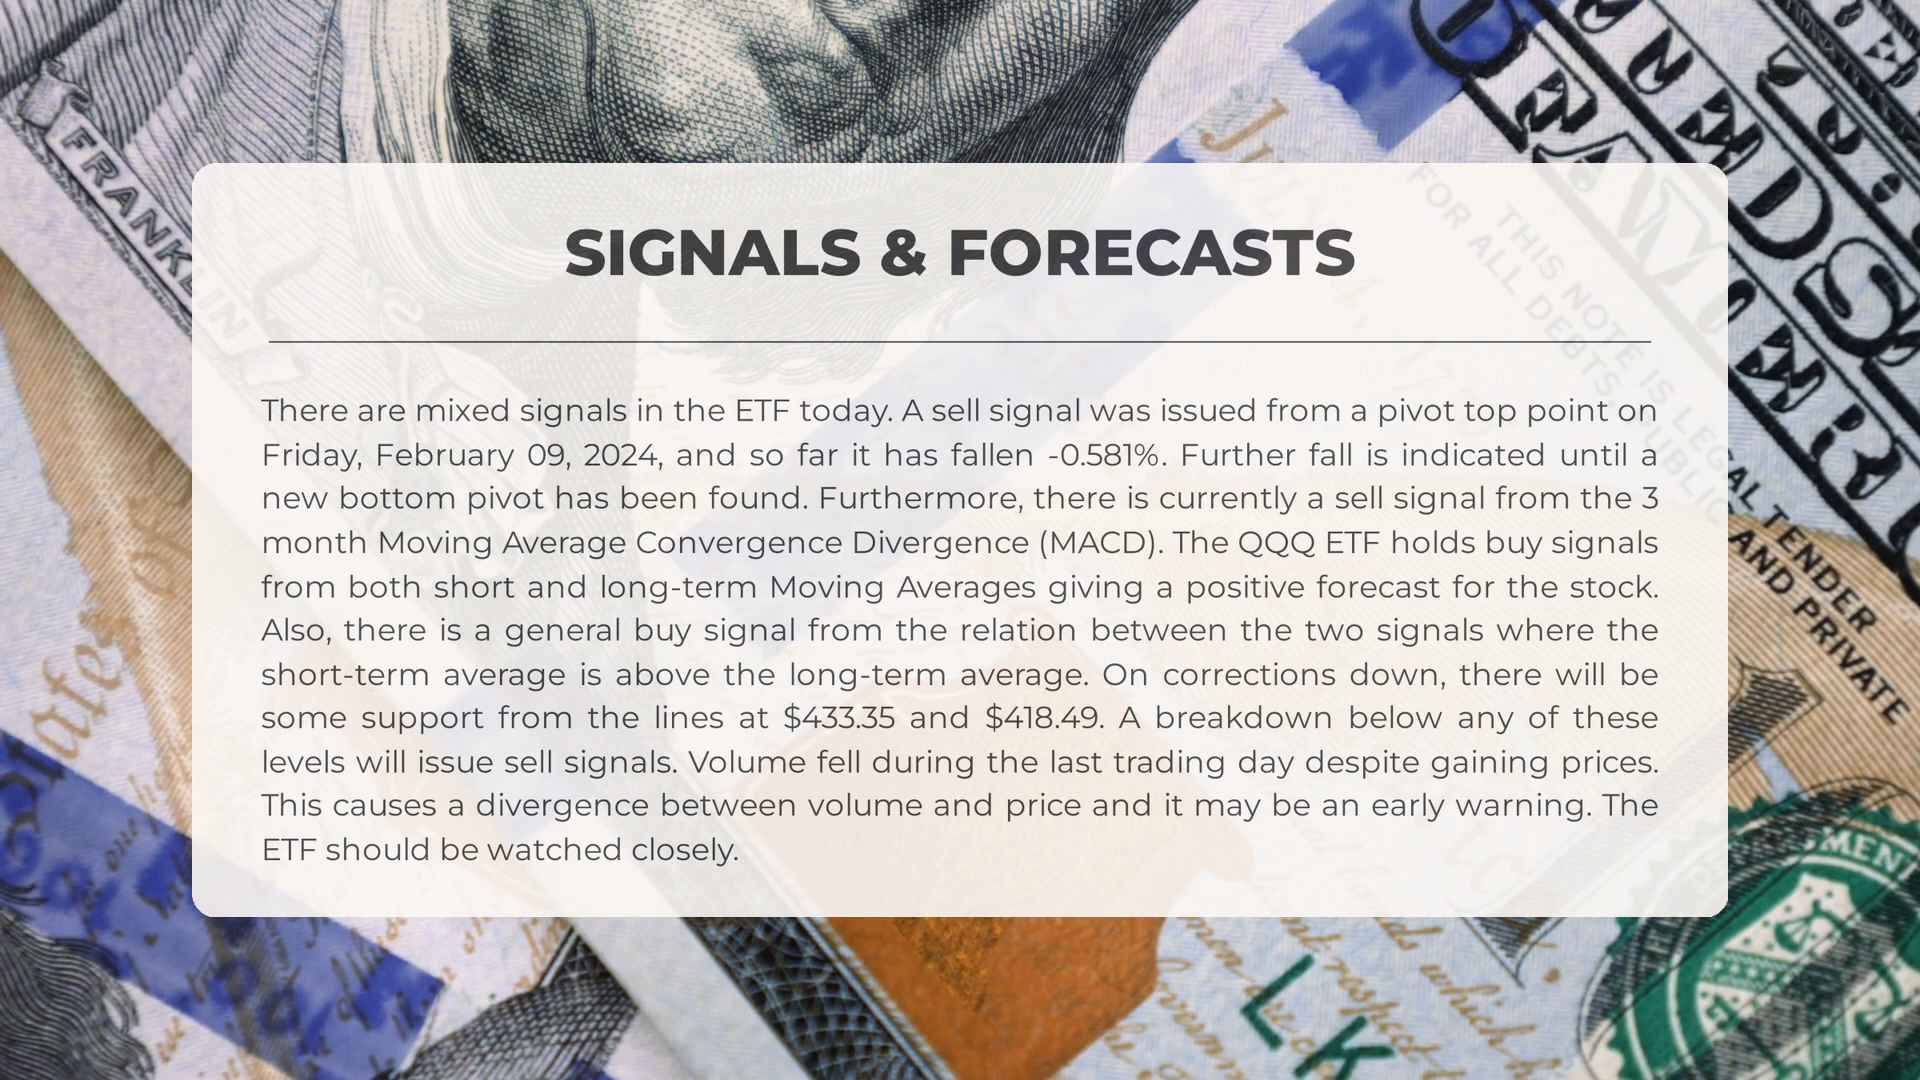 SIGNALS & FORECASTS
There are mixed signals in the ETF today. A sell signal was issued from a pivot top point on
Friday, February 09, 2024, and so far it has fallen -0.581%. Further fall is indicated until a
new bottom pivot has been found. Furthermore, there is currently a sell signal from the 3
month Moving Average Convergence Divergence (MACD). The QQQ ETF holds buy signals
from both short and long-term Moving Averages giving a positive forecast for the stock.
Also, there is a general buy signal from the relation between the two signals where the
short-term average is above the long-term average. On corrections down, there will be
some support from the lines at $433.35 and $418.49. A breakdown below any of these
levels will issue sell signals. Volume fell during the last trading day despite gaining prices.
This causes a divergence between volume and price and it may be an early warning. The
ETF should be watched closely.
FRANKLIN
JULY 4, 17
THIS NOTE IS LEGAL TENDER
FOR ALL DEBTS, PUBLIC AND PRIVATE
L K